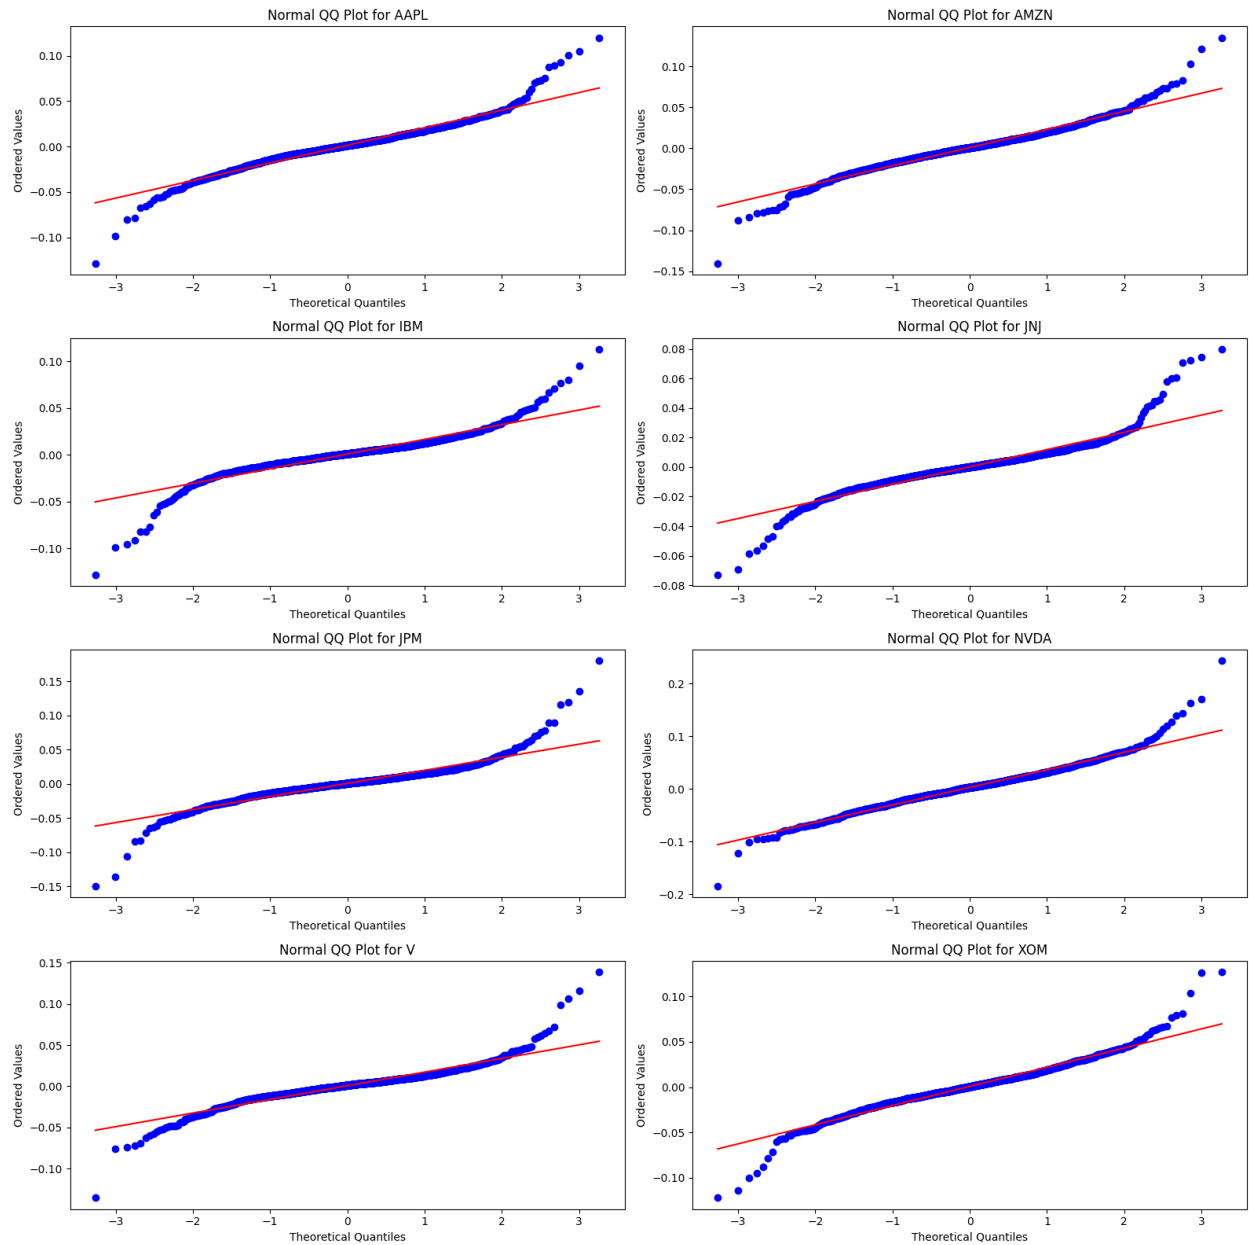 Normal QQ Plot for AAPL
Ordered Values
0.10
0.05
0.00
−0.05
−0.10
−3 −2 −1 0 1 2 3
Theoretical Quantiles
Normal QQ Plot for AMZN
Ordered Values
0.10
0.05
0.00
−0.05
−0.10
−0.15
−3 −2 −1 0 1 2 3
Theoretical Quantiles
Normal QQ Plot for IBM
Ordered Values
0.10
0.05
0.00
−0.05
−0.10
−3 −2 −1 0 1 2 3
Theoretical Quantiles
Normal QQ Plot for JNJ
Ordered Values
0.08
0.06
0.04
0.02
0.00
−0.02
−0.04
−0.06
−0.08
−3 −2 −1 0 1 2 3
Theoretical Quantiles
Normal QQ Plot for JPM
Ordered Values
0.15
0.10
0.05
0.00
−0.05
−0.10
−0.15
−3 −2 −1 0 1 2 3
Theoretical Quantiles
Normal QQ Plot for NVDA
Ordered Values
0.2
0.1
0.0
−0.1
−0.2
−3 −2 −1 0 1 2 3
Theoretical Quantiles
Normal QQ Plot for V
Ordered Values
0.15
0.10
0.05
0.00
−0.05
−0.10
−3 −2 −1 0 1 2 3
Theoretical Quantiles
Normal QQ Plot for XOM
Ordered Values
0.10
0.05
0.00
−0.05
−0.10
−3 −2 −1 0 1 2 3
Theoretical Quantiles